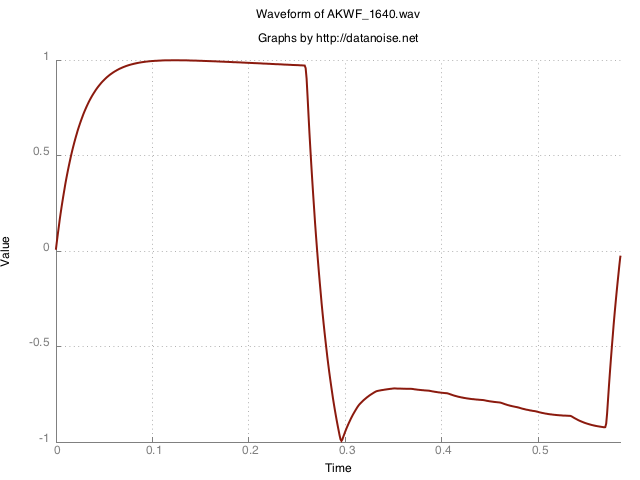 Waveform of AKWF_1640.wav
Graphs by http://datanoise.net
1
0.5
0
-0.5
-1
Value
0 0.1 0.2 0.3 0.4 0.5
Time